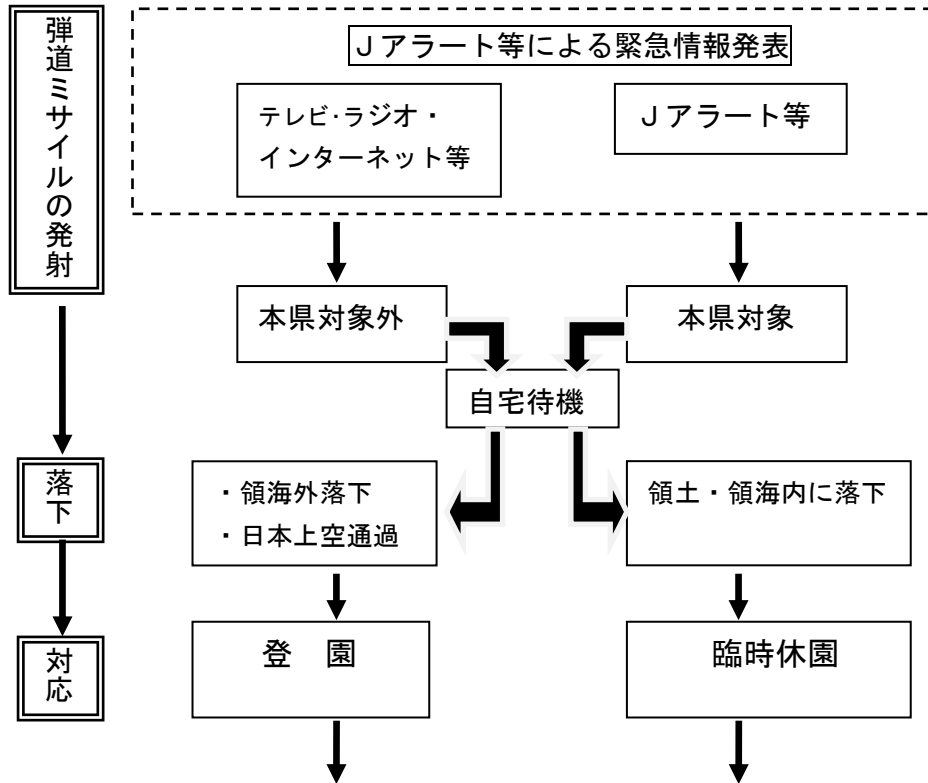 弾道ミサイルの発射
Ｊアラート等による緊急情報発表
テレビ・ラジオ・
インターネット等
Ｊアラート等
本県対象外
本県対象
自宅待機
落下
・領海外落下
・日本上空通過
領土・領海内に落下
対応
登　園
臨時休園